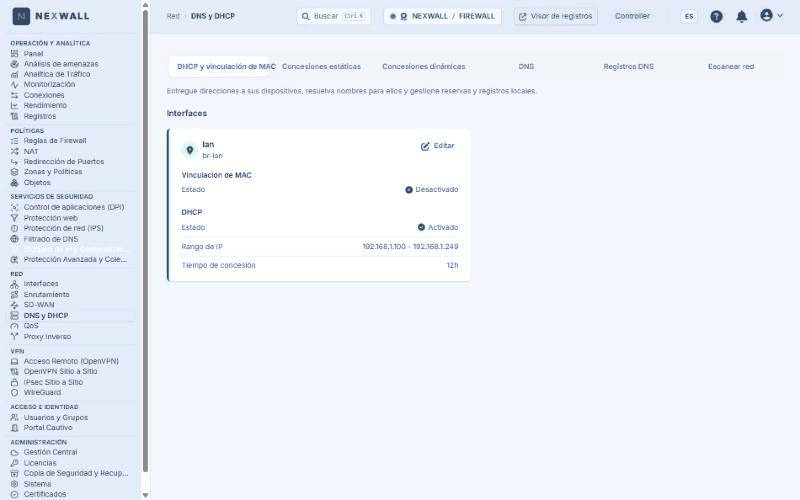 N NEXWALL
Red › DNS y DHCP
Buscar Ctrl K
NEXWALL / FIREWALL
Visor de registros
Controller
ES
OPERACIÓN Y ANALÍTICA
Panel
Análisis de amenazas
Analítica de Tráfico
Monitorización
Conexiones
Rendimiento
Registros
POLÍTICAS
Reglas de Firewall
NAT
Redirección de Puertos
Zonas y Políticas
Objetos
SERVICIOS DE SEGURIDAD
Control de aplicaciones (DPI)
Protección web
Protección de red (IPS)
Filtrado de DNS
Protección Avanzada y Cole...
RED
Interfaces
Enrutamiento
SD-WAN
DNS y DHCP
QoS
Proxy Inverso
VPN
Acceso Remoto (OpenVPN)
OpenVPN Sitio a Sitio
IPsec Sitio a Sitio
WireGuard
ACCESO E IDENTIDAD
Usuarios y Grupos
Portal Cautivo
ADMINISTRACIÓN
Gestión Central
Licencias
Copia de Seguridad y Recup...
Sistema
Certificados
DHCP y vinculación de MAC
Concesiones estáticas
Concesiones dinámicas
DNS
Registros DNS
Escanear red
Entregue direcciones a sus dispositivos, resuelva nombres para ellos y gestione reservas y registros locales.
Interfaces
lan
br-lan
Editar
Vinculación de MAC
Estado Desactivado
DHCP
Estado Activado
Rango de IP 192.168.1.100 - 192.168.1.249
Tiempo de concesión 12h